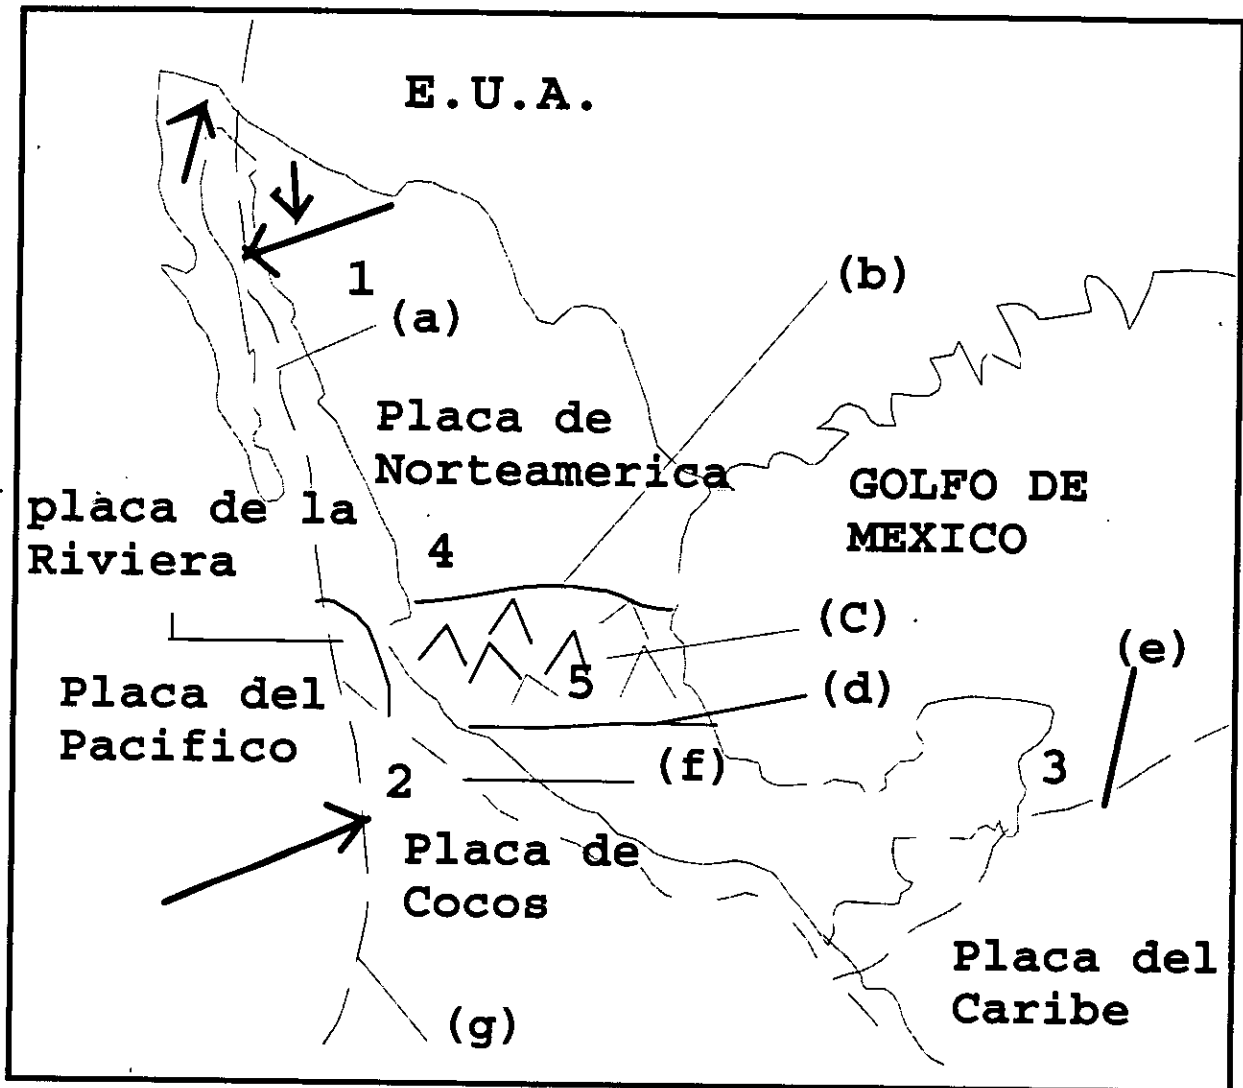 E.U.A.
(b)
1
(a)
Placa de
Norteamerica
GOLFO DE
MEXICO
placa de la
Riviera
4
(C)
(e)
5
(d)
Placa del
Pacifico
(f)
3
2
Placa de
Cocos
Placa del
Caribe
(g)